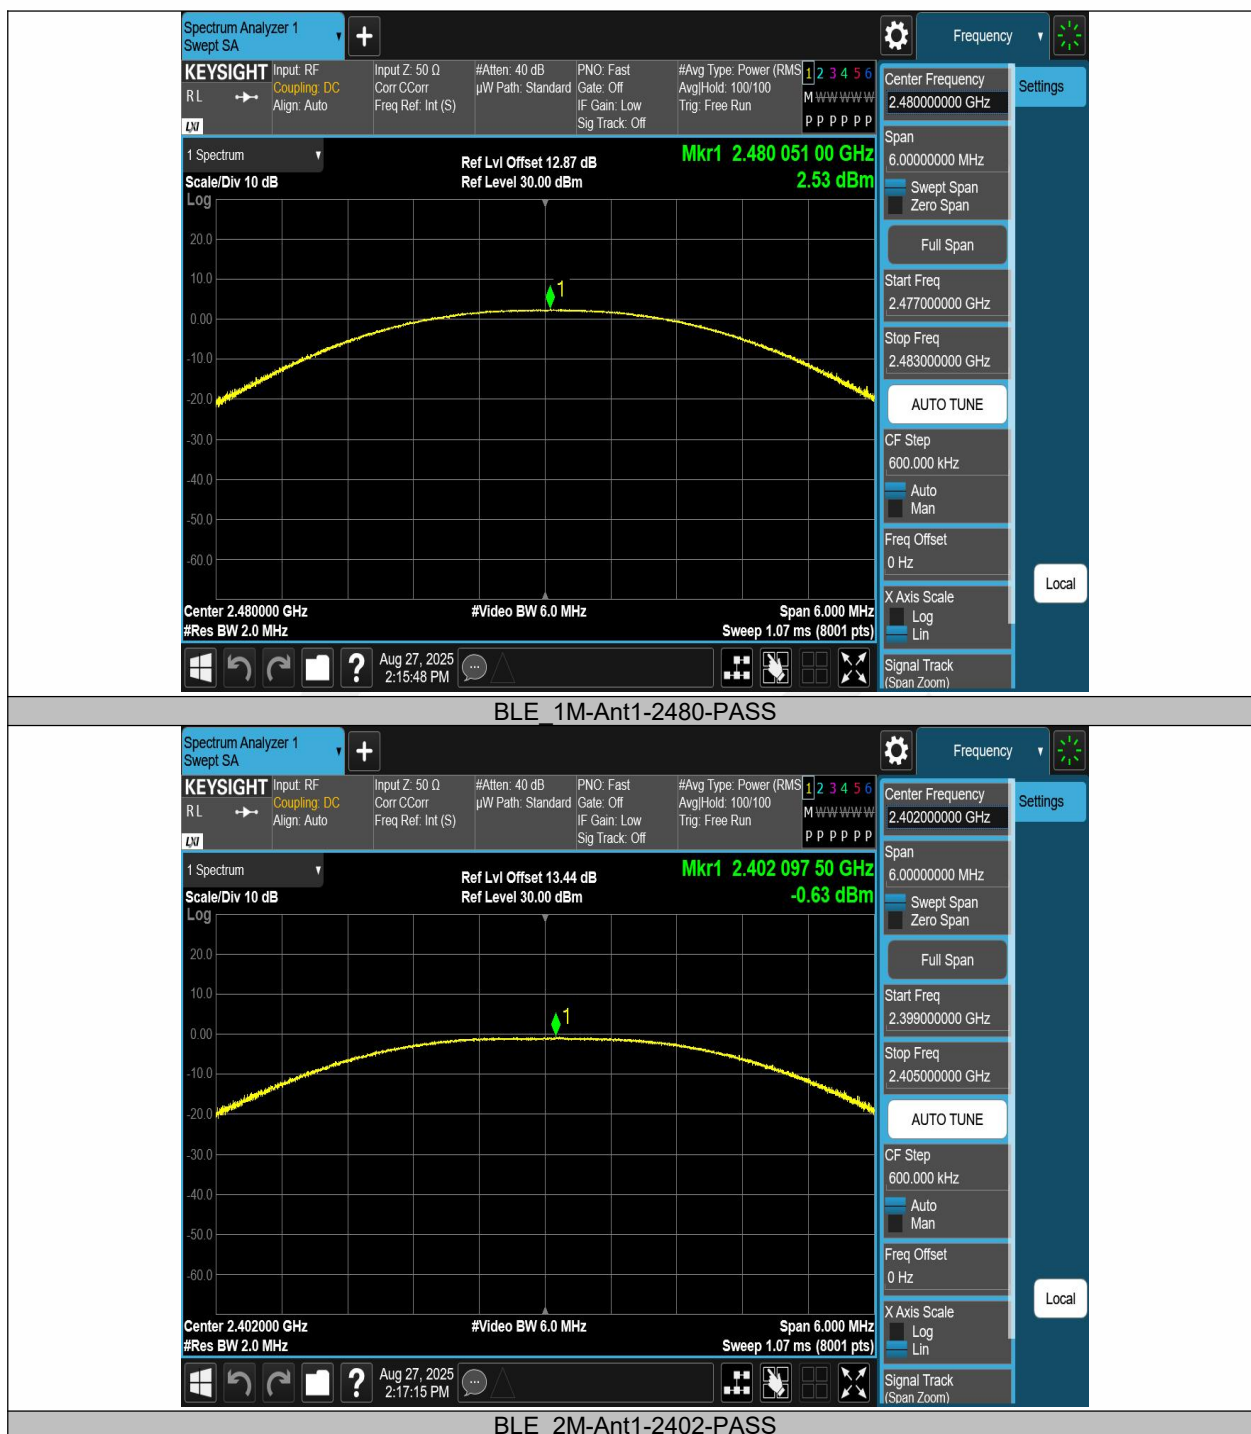 Spectrum Analyzer 1
Swept SA
Frequency
KEYSIGHT
RL
LXI
Input: RF
Coupling: DC
Align: Auto
Input Z: 50 Ω
Corr CCorr
Freq Ref: Int (S)
#Atten: 40 dB
µW Path: Standard
PNO: Fast
Gate: Off
IF Gain: Low
Sig Track: Off
#Avg Type: Power (RMS
Avg|Hold: 100/100
Trig: Free Run
1 2 3 4 5 6
M W W W W W
P P P P P P
Center Frequency
2.480000000 GHz
Settings
Span
6.00000000 MHz
Swept Span
Zero Span
Full Span
Start Freq
2.477000000 GHz
Stop Freq
2.483000000 GHz
AUTO TUNE
CF Step
600.000 kHz
Auto
Man
Freq Offset
0 Hz
X Axis Scale
Log
Lin
Signal Track
(Span Zoom)
Local
1 Spectrum
Scale/Div 10 dB
Log
Ref Lvl Offset 12.87 dB
Ref Level 30.00 dBm
Mkr1 2.480 051 00 GHz
2.53 dBm
1
20.0
10.0
0.00
-10.0
-20.0
-30.0
-40.0
-50.0
-60.0
Center 2.480000 GHz
#Res BW 2.0 MHz
#Video BW 6.0 MHz
Span 6.000 MHz
Sweep 1.07 ms (8001 pts)
?
Aug 27, 2025
2:15:48 PM
BLE_1M-Ant1-2480-PASS
Spectrum Analyzer 1
Swept SA
Frequency
KEYSIGHT
RL
LXI
Input: RF
Coupling: DC
Align: Auto
Input Z: 50 Ω
Corr CCorr
Freq Ref: Int (S)
#Atten: 40 dB
µW Path: Standard
PNO: Fast
Gate: Off
IF Gain: Low
Sig Track: Off
#Avg Type: Power (RMS
Avg|Hold: 100/100
Trig: Free Run
1 2 3 4 5 6
M W W W W W
P P P P P P
Center Frequency
2.402000000 GHz
Settings
Span
6.00000000 MHz
Swept Span
Zero Span
Full Span
Start Freq
2.399000000 GHz
Stop Freq
2.405000000 GHz
AUTO TUNE
CF Step
600.000 kHz
Auto
Man
Freq Offset
0 Hz
X Axis Scale
Log
Lin
Signal Track
(Span Zoom)
Local
1 Spectrum
Scale/Div 10 dB
Log
Ref Lvl Offset 13.44 dB
Ref Level 30.00 dBm
Mkr1 2.402 097 50 GHz
-0.63 dBm
1
20.0
10.0
0.00
-10.0
-20.0
-30.0
-40.0
-50.0
-60.0
Center 2.402000 GHz
#Res BW 2.0 MHz
#Video BW 6.0 MHz
Span 6.000 MHz
Sweep 1.07 ms (8001 pts)
?
Aug 27, 2025
2:17:15 PM
BLE_2M-Ant1-2402-PASS